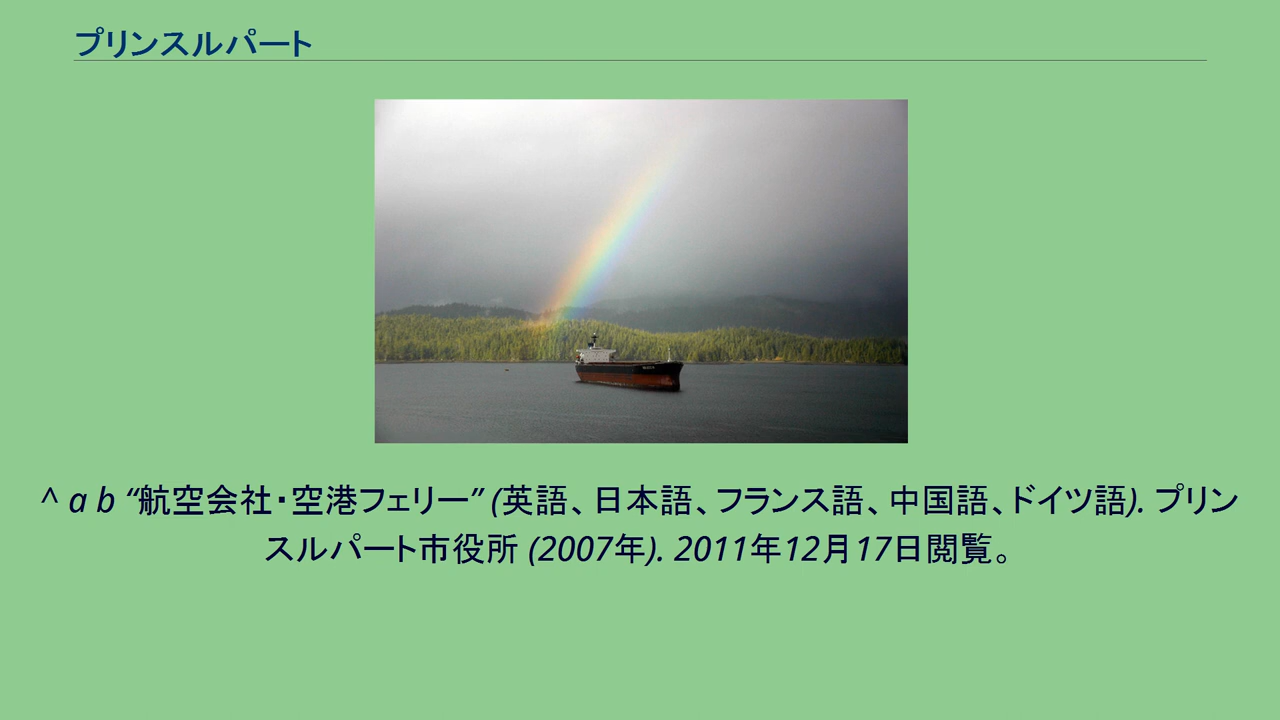 プリンスルパート
^ a b “航空会社・空港フェリー” (英語、日本語、フランス語、中国語、ドイツ語). プリン
スルパート市役所 (2007年). 2011年12月17日閲覧。